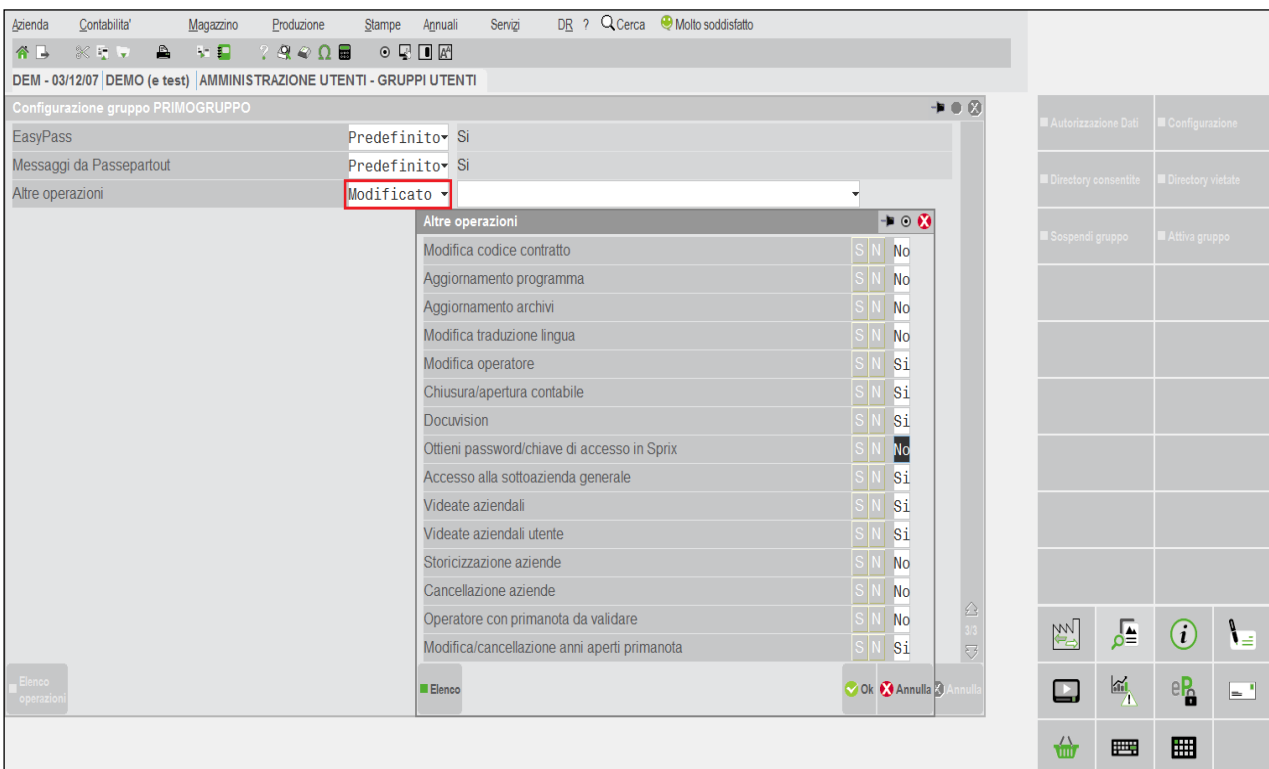 Azienda Contabilita' Magazzino Produzione Stampe Annuali Servizi DR ? Cerca Molto soddisfatto
DEM - 03/12/07 DEMO (e test) AMMINISTRAZIONE UTENTI - GRUPPI UTENTI
Configurazione gruppo PRIMOGRUPPO
EasyPass Predefinito Si
Messaggi da Passepartout Predefinito Si
Altre operazioni Modificato
Altre operazioni
Modifica codice contratto S N No
Aggiornamento programma S N No
Aggiornamento archivi S N No
Modifica traduzione lingua S N No
Modifica operatore S N Si
Chiusura/apertura contabile S N Si
Docuvision S N Si
Ottieni password/chiave di accesso in Sprix S N No
Accesso alla sottoazienda generale S N Si
Videate aziendali S N Si
Videate aziendali utente S N Si
Storicizzazione aziende S N No
Cancellazione aziende S N No
Operatore con primanota da validare S N No
Modifica/cancellazione anni aperti primanota S N Si
3/3
Elenco operazioni
Elenco Ok Annulla Annulla
Autorizzazione Dati Configurazione
Directory consentite Directory vietate
Sospendi gruppo Attiva gruppo